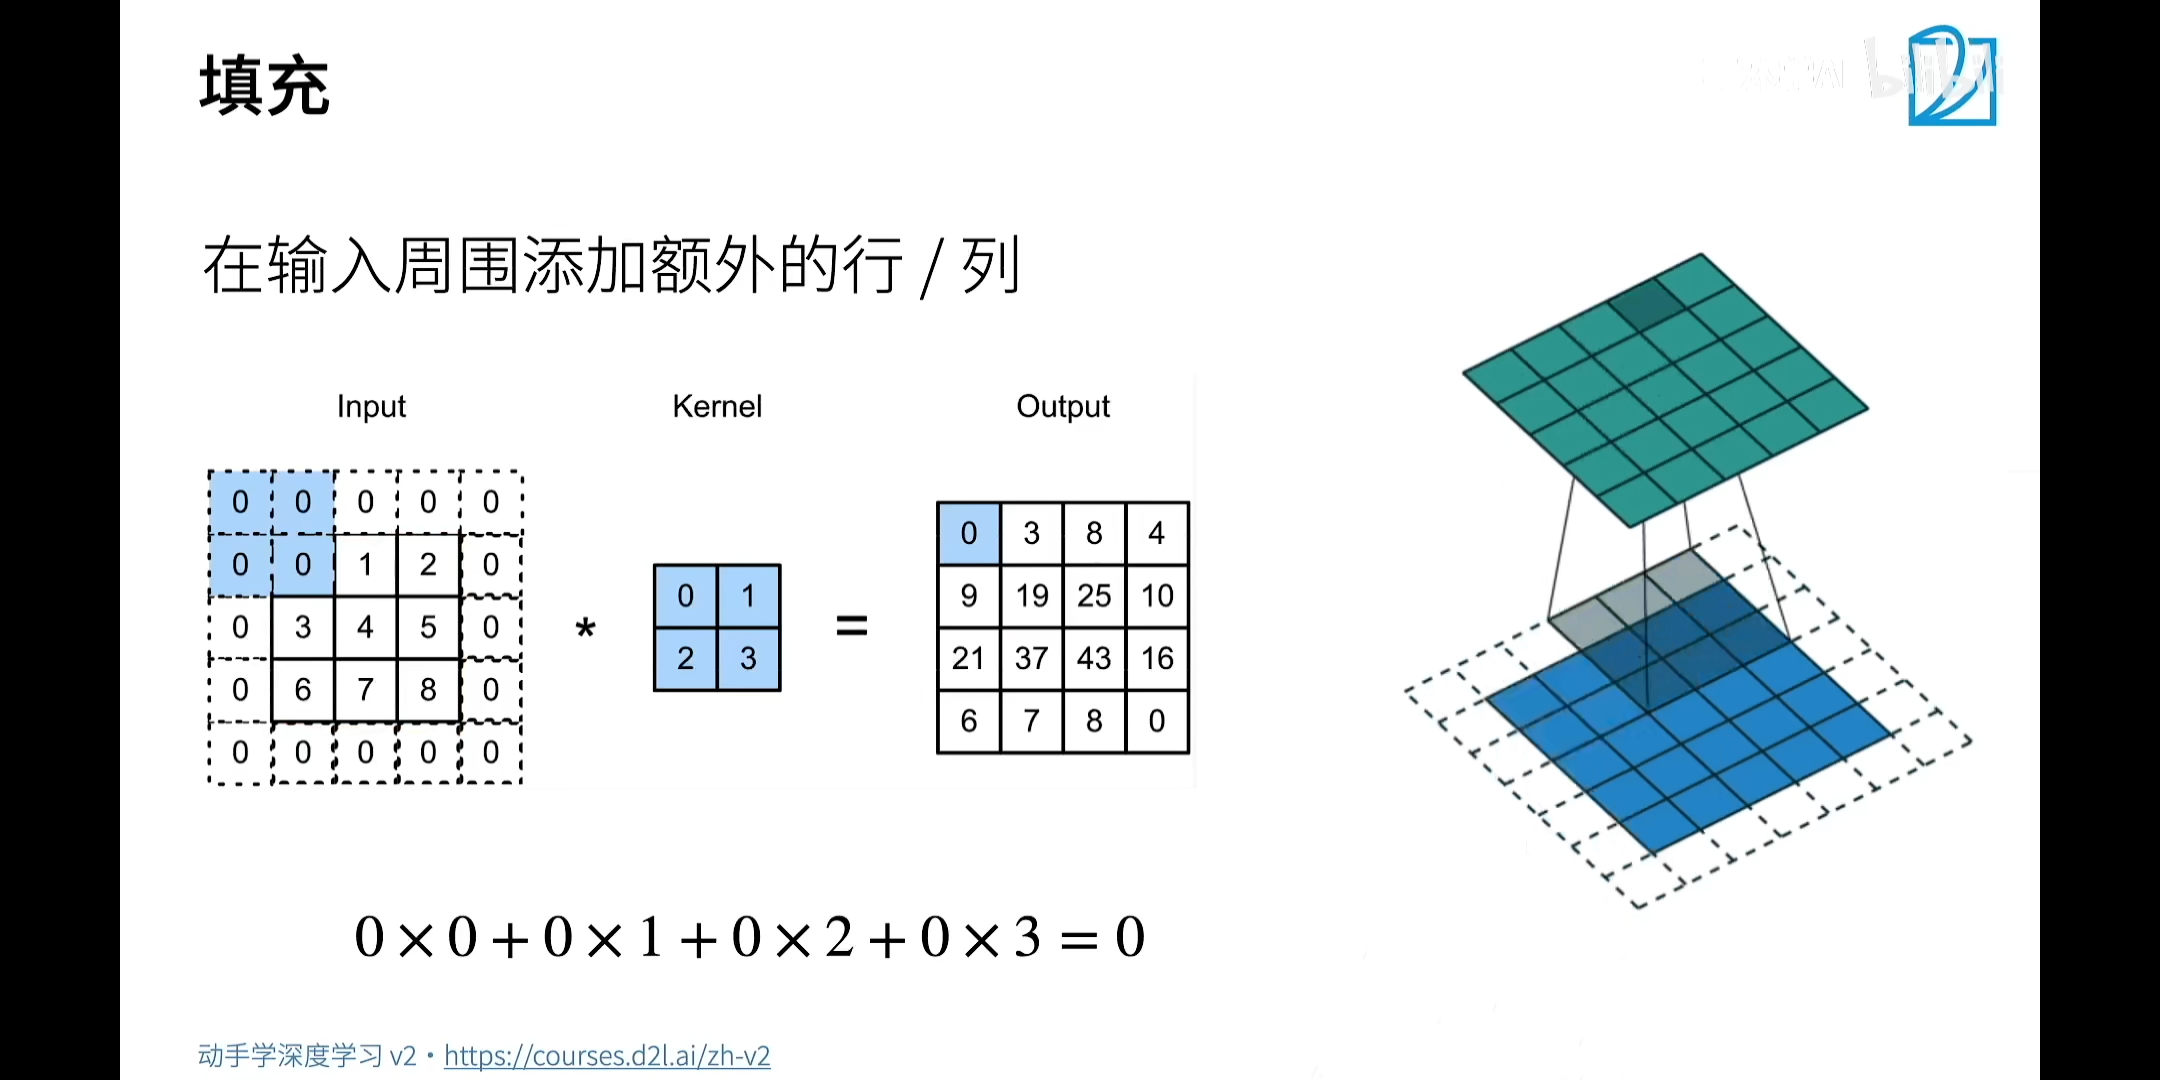 填充
bilibili
在输入周围添加额外的行 / 列
Input Kernel Output
0 0 0 0 0
0 0 1 2 0
0 3 4 5 0
0 6 7 8 0
0 0 0 0 0
*
0 1
2 3
=
0 3 8 4
9 19 25 10
21 37 43 16
6 7 8 0
0 × 0 + 0 × 1 + 0 × 2 + 0 × 3 = 0
动手学深度学习 v2 • https://courses.d2l.ai/zh-v2